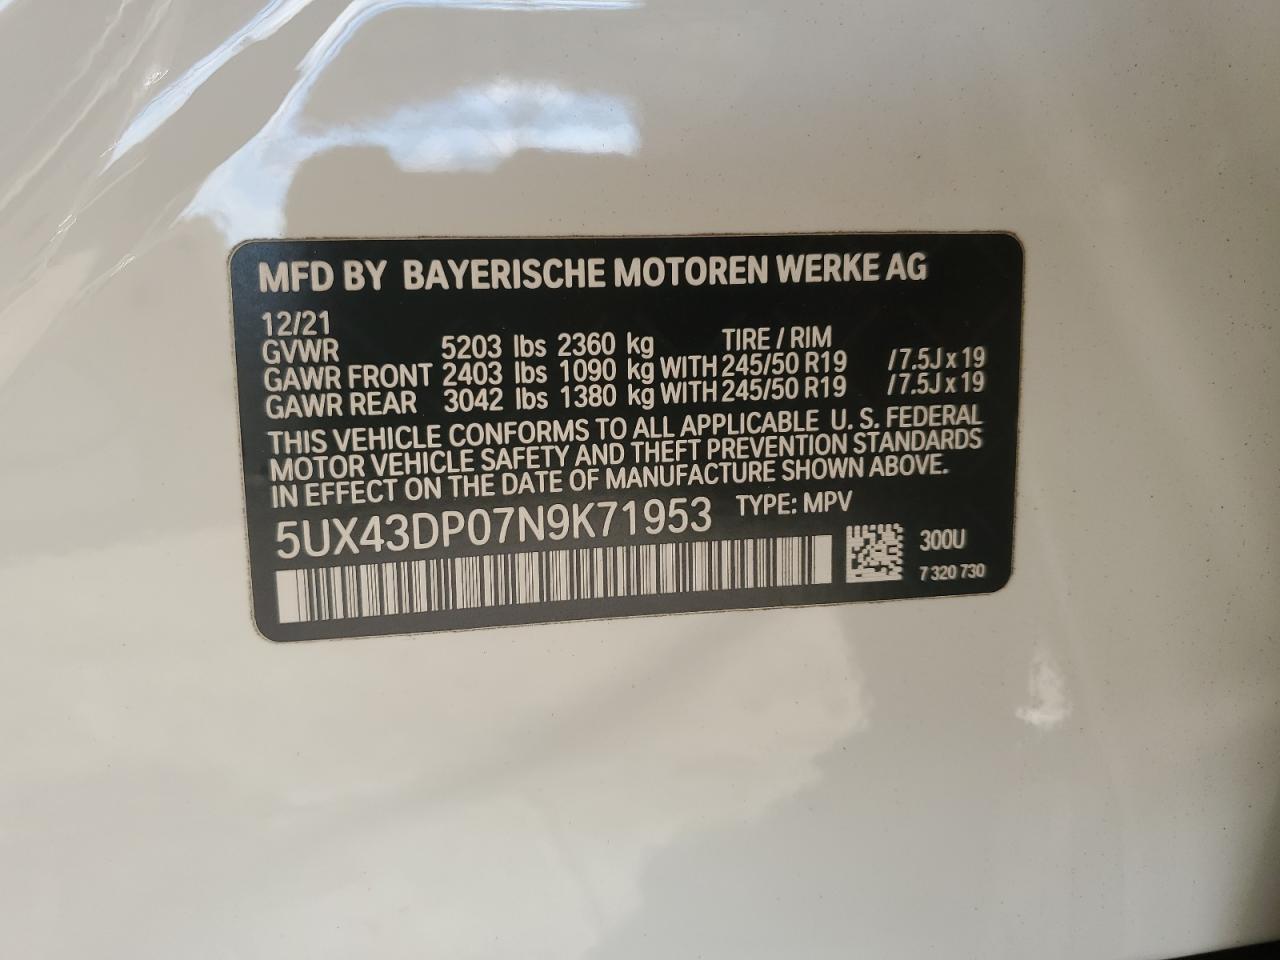 MFD BY BAYERISCHE MOTOREN WERKE AG
12/21
GVWR 5203 lbs 2360 kg TIRE / RIM
GAWR FRONT 2403 lbs 1090 kg WITH 245/50 R19 /7.5J x 19
GAWR REAR 3042 lbs 1380 kg WITH 245/50 R19 /7.5J x 19
THIS VEHICLE CONFORMS TO ALL APPLICABLE U. S. FEDERAL
MOTOR VEHICLE SAFETY AND THEFT PREVENTION STANDARDS
IN EFFECT ON THE DATE OF MANUFACTURE SHOWN ABOVE.
5UX43DP07N9K71953 TYPE: MPV
300U
7 320 730